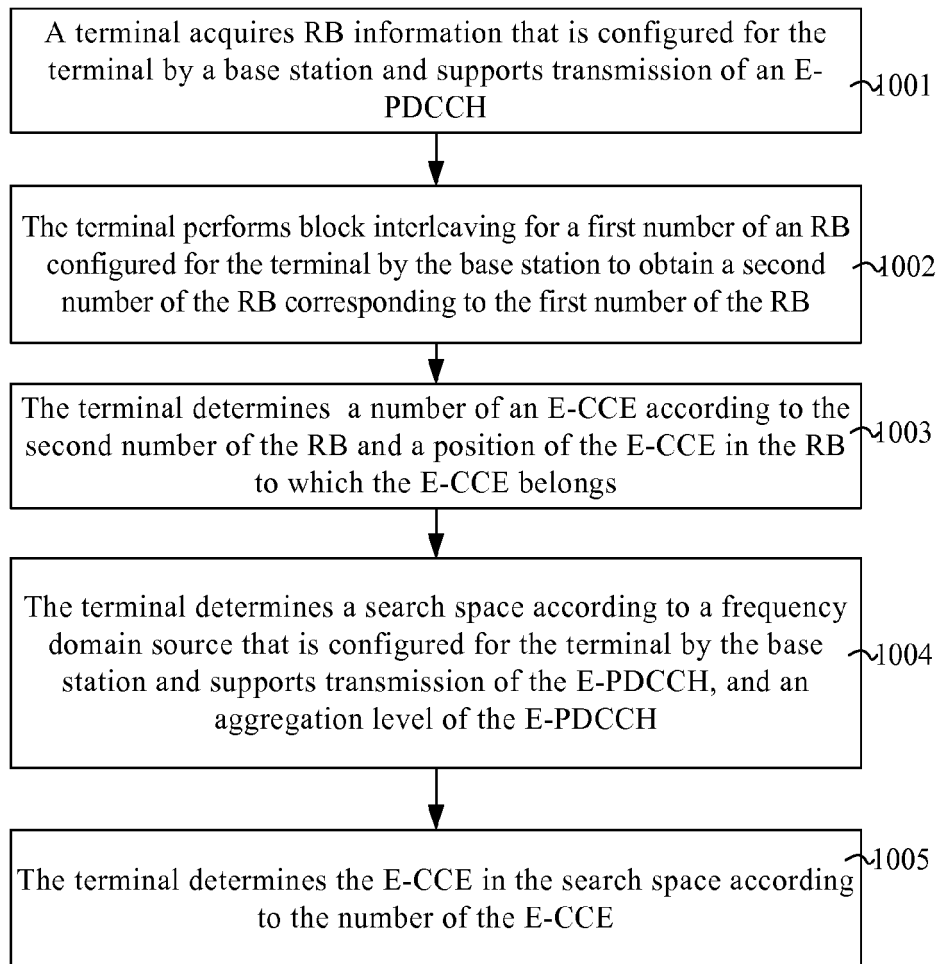 A terminal acquires RB information that is configured for the
terminal by a base station and supports transmission of an E-
PDCCH
1001
The terminal performs block interleaving for a first number of an RB
configured for the terminal by the base station to obtain a second
number of the RB corresponding to the first number of the RB
1002
The terminal determines a number of an E-CCE according to the
second number of the RB and a position of the E-CCE in the RB
to which the E-CCE belongs
1003
The terminal determines a search space according to a frequency
domain source that is configured for the terminal by the base
station and supports transmission of the E-PDCCH, and an
aggregation level of the E-PDCCH
1004
The terminal determines the E-CCE in the search space according
to the number of the E-CCE
1005